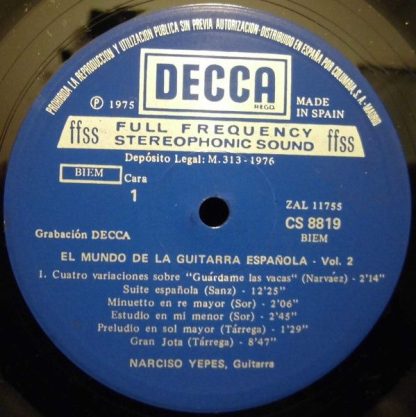 PROHIBIDA LA REPRODUCCION Y UTILIZACION PUBLICA SIN PREVIA AUTORIZACION-DISTRIBUIDO EN ESPAÑA POR COLUMBIA, S.A.-MADRID
DECCA
REGD.
Ⓟ 1975
MADE IN SPAIN
ffss FULL FREQUENCY STEREOPHONIC SOUND ffss
Depósito Legal: M. 313-1976
BIEM
Cara
1
ZAL 11755
CS 8819
BIEM
Grabación DECCA
EL MUNDO DE LA GUITARRA ESPAÑOLA - Vol. 2
1. Cuatro variaciones sobre "Guárdame las vacas" (Narváez) - 2'14"
Suite española (Sanz) - 12'25"
Minuetto en re mayor (Sor) - 2'06"
Estudio en mi menor (Sor) - 2'45"
Preludio en sol mayor (Tárrega) - 1'29"
Gran Jota (Tárrega) - 8'47"
NARCISO YEPES, Guitarra